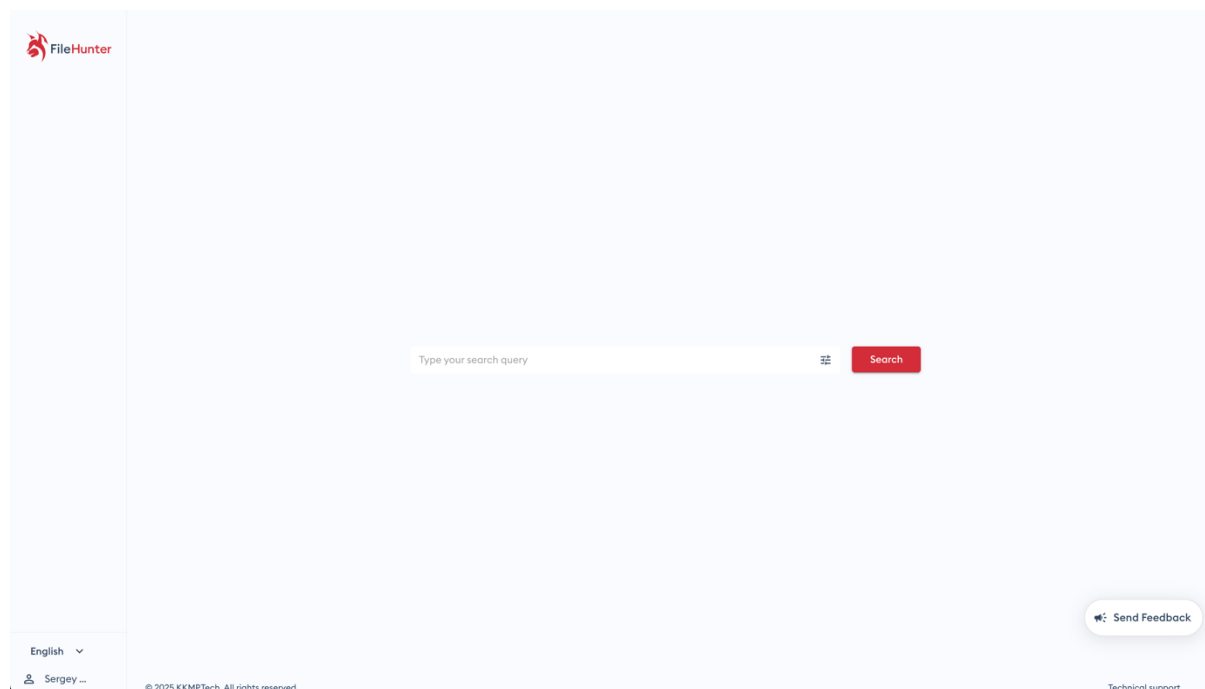 FileHunter
Type your search query
Search
Send Feedback
English
Sergey ...
© 2025 KKMPTech. All rights reserved
Technical support